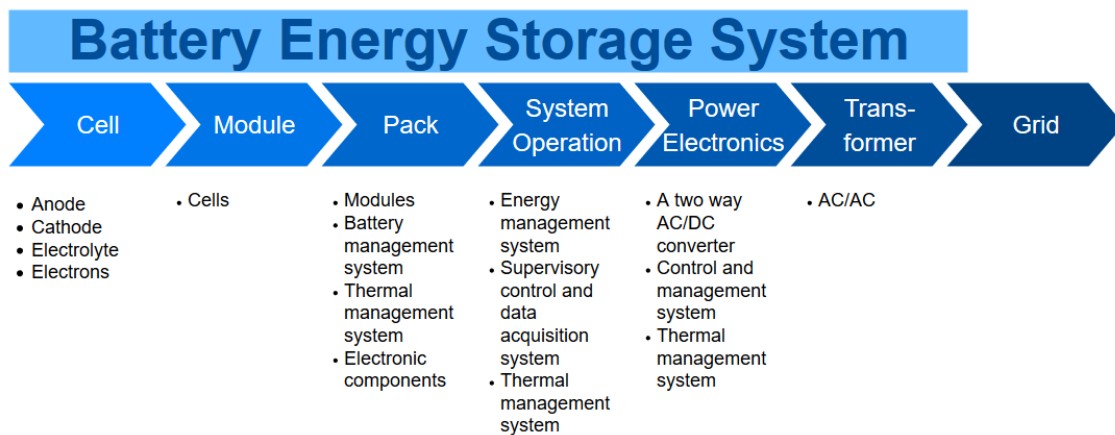 Battery Energy Storage System
Cell
Module
Pack
System
Operation
Power
Electronics
Trans-
former
Grid
• Anode
• Cathode
• Electrolyte
• Electrons
• Cells
• Modules
• Battery
management
system
• Thermal
management
system
• Electronic
components
• Energy
management
system
• Supervisory
control and
data
acquisition
system
• Thermal
management
system
• A two way
AC/DC
converter
• Control and
management
system
• Thermal
management
system
• AC/AC